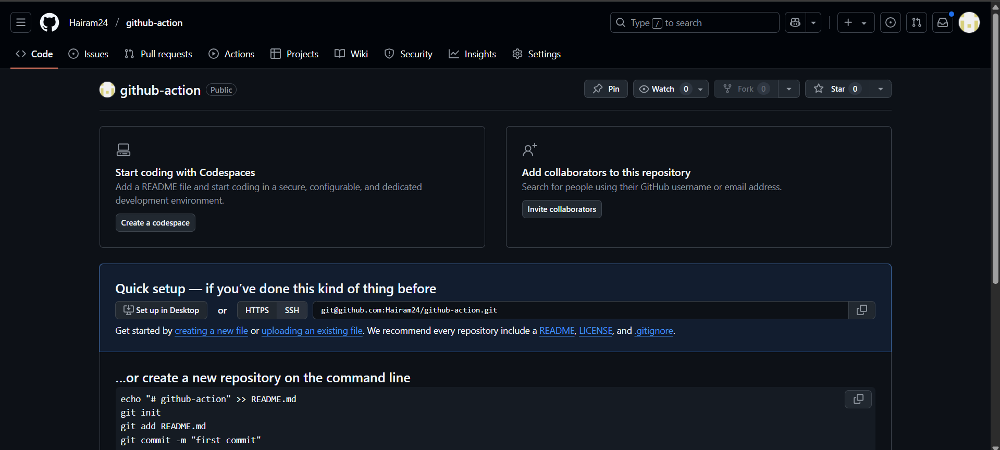 Hairam24 / github-action
Type / to search
Code Issues Pull requests Actions Projects Wiki Security Insights Settings
github-action Public
Pin Watch 0 Fork 0 Star 0
Start coding with Codespaces
Add a README file and start coding in a secure, configurable, and dedicated
development environment.
Create a codespace
Add collaborators to this repository
Search for people using their GitHub username or email address.
Invite collaborators
Quick setup — if you’ve done this kind of thing before
Set up in Desktop or HTTPS SSH git@github.com:Hairam24/github-action.git
Get started by creating a new file or uploading an existing file. We recommend every repository include a README, LICENSE, and .gitignore.
…or create a new repository on the command line
echo "# github-action" >> README.md
git init
git add README.md
git commit -m "first commit"